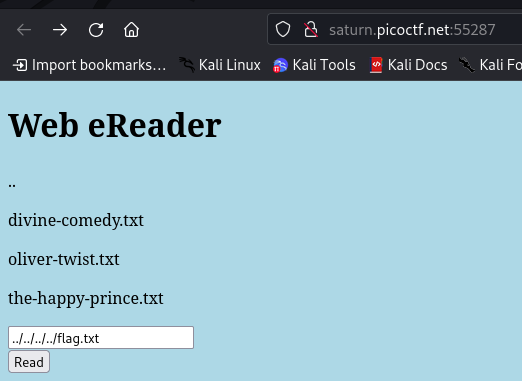 saturn.picoctf.net:55287
Import bookmarks... Kali Linux Kali Tools Kali Docs Kali Fo
Web eReader
..
divine-comedy.txt
oliver-twist.txt
the-happy-prince.txt
../../../../flag.txt
Read